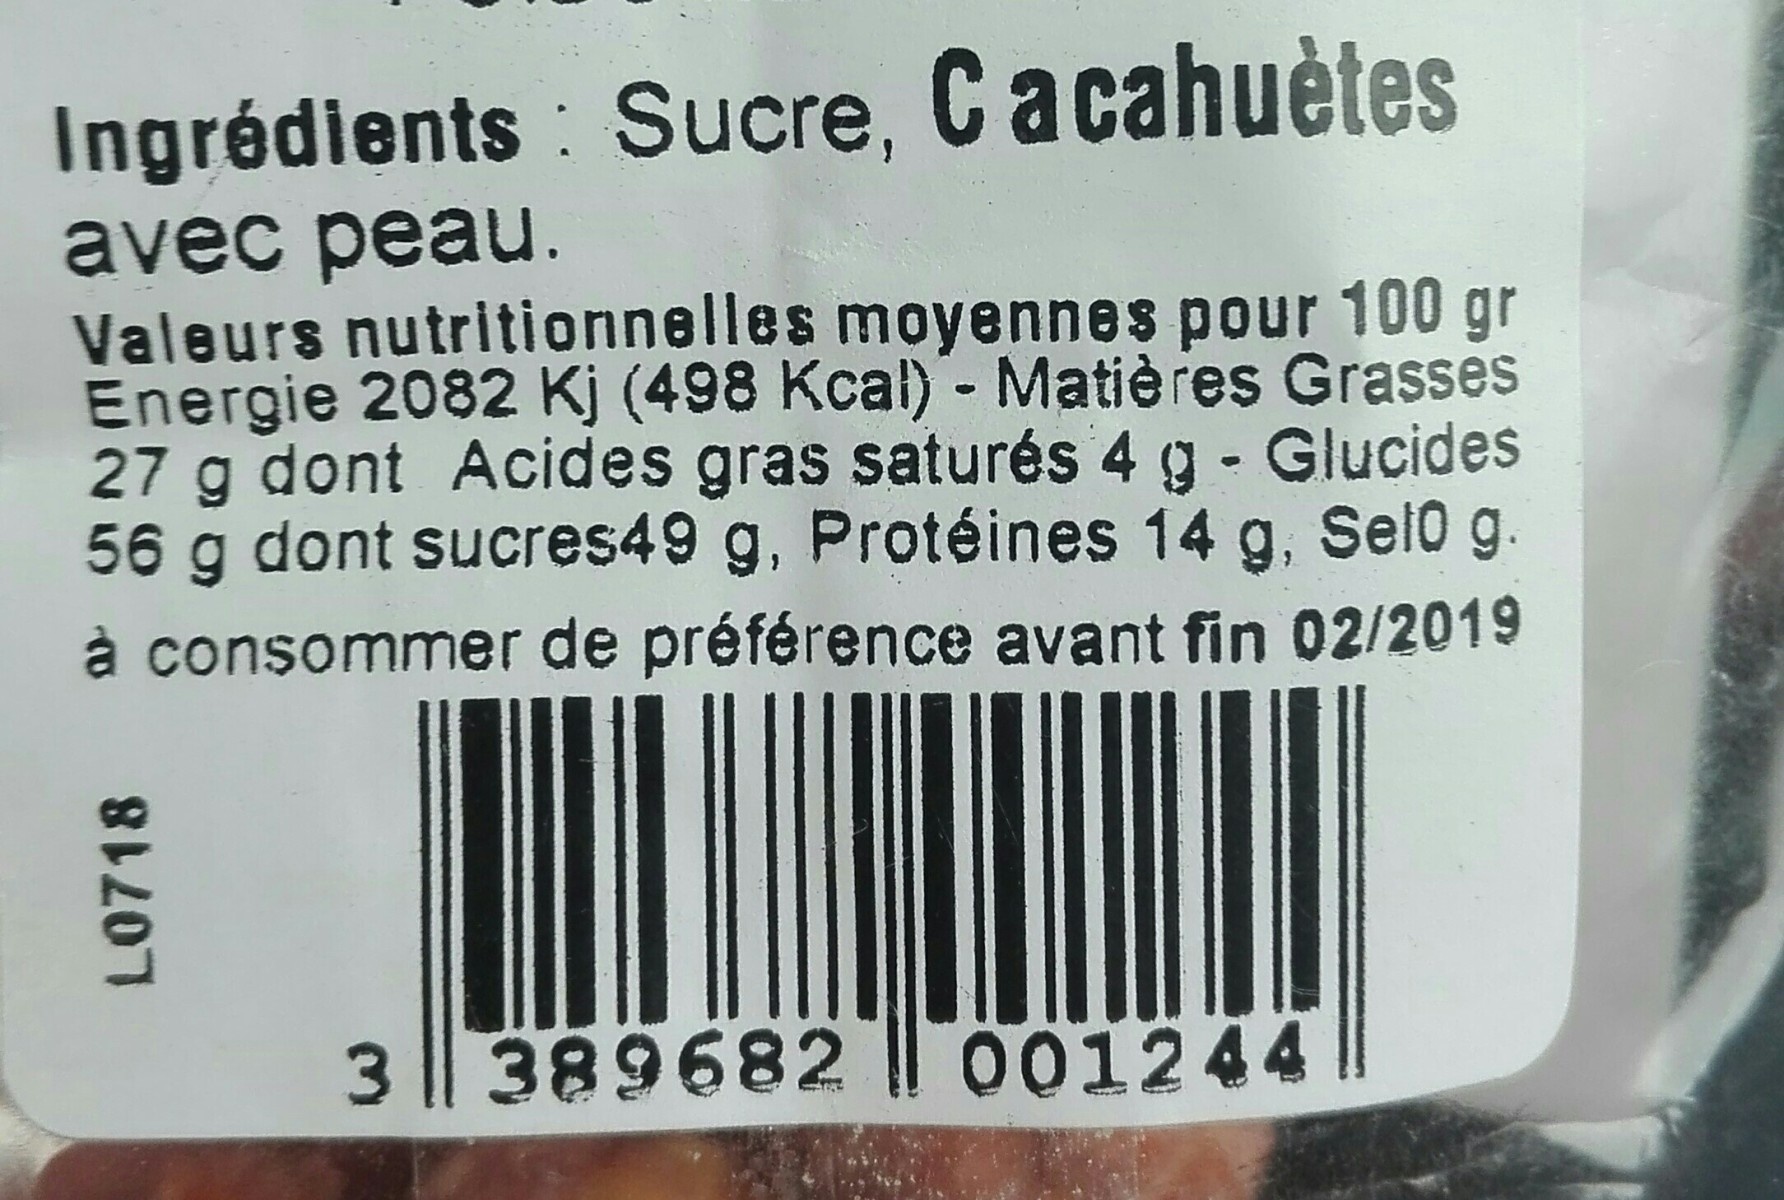 Ingrédients : Sucre, Cacahuètes
avec peau.
Valeurs nutritionnelles moyennes pour 100 gr
Energie 2082 Kj (498 Kcal) - Matières Grasses
27 g dont Acides gras saturés 4 g - Glucides
56 g dont sucres49 g, Protéines 14 g, Sel0 g.
à consommer de préférence avant fin 02/2019
L0718
3 389682 001244